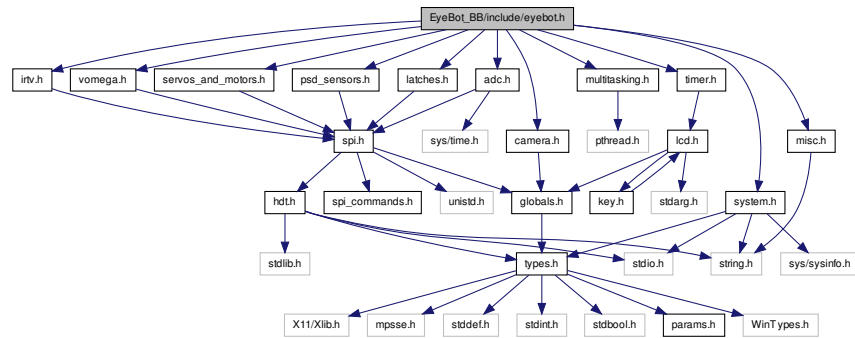 EyeBot_BB/include/eyebot.h
irtv.h
vomega.h
servos_and_motors.h
psd_sensors.h
latches.h
adc.h
multitasking.h
timer.h
spi.h
sys/time.h
camera.h
pthread.h
lcd.h
misc.h
hdt.h
spi_commands.h
unistd.h
globals.h
key.h
stdarg.h
system.h
stdlib.h
types.h
stdio.h
string.h
sys/sysinfo.h
X11/Xlib.h
mpsse.h
stddef.h
stdint.h
stdbool.h
params.h
WinTypes.h